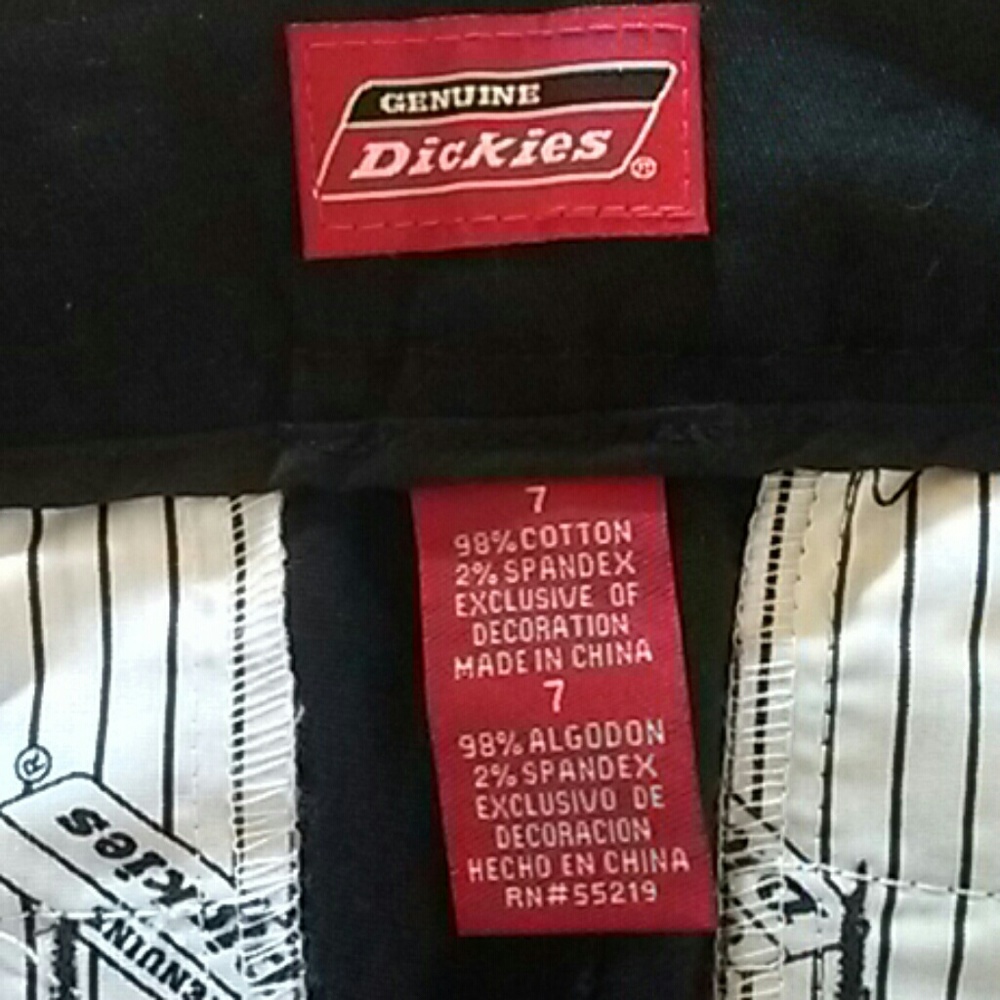 GENUINE
Dickies
®
7
98% COTTON
2% SPANDEX
EXCLUSIVE OF
DECORATION
MADE IN CHINA
7
98% ALGODON
2% SPANDEX
EXCLUSIVO DE
DECORACION
HECHO EN CHINA
RN#55219
®